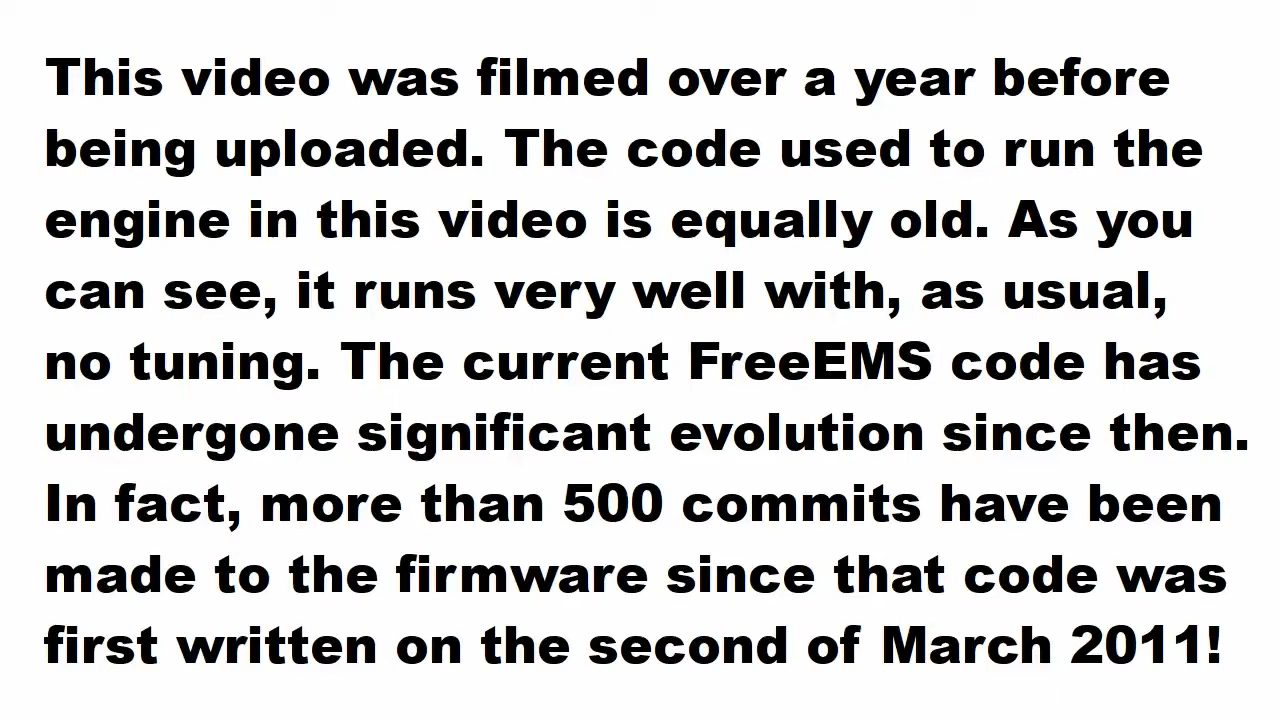 This video was filmed over a year before
being uploaded. The code used to run the
engine in this video is equally old. As you
can see, it runs very well with, as usual,
no tuning. The current FreeEMS code has
undergone significant evolution since then.
In fact, more than 500 commits have been
made to the firmware since that code was
first written on the second of March 2011!